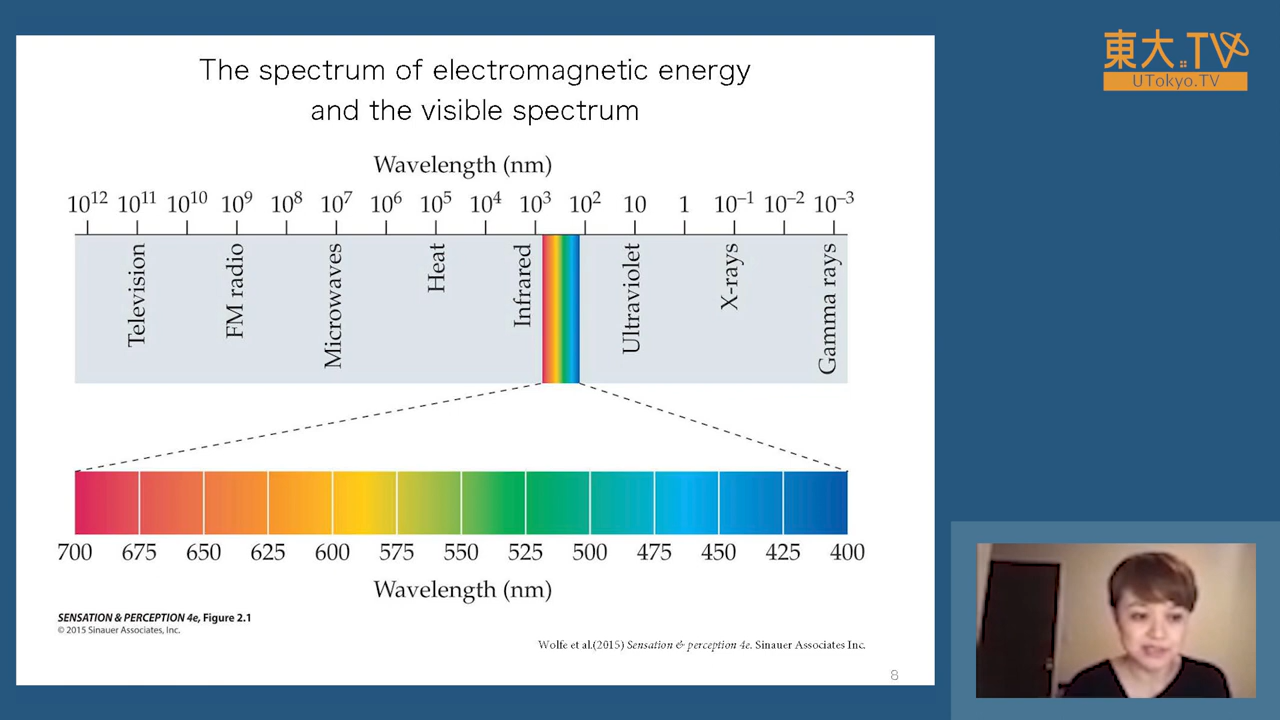 The spectrum of electromagnetic energy
and the visible spectrum
Wavelength (nm)
10¹² 10¹¹ 10¹⁰ 10⁹ 10⁸ 10⁷ 10⁶ 10⁵ 10⁴ 10³ 10² 10 1 10⁻¹ 10⁻² 10⁻³
Television
FM radio
Microwaves
Heat
Infrared
Ultraviolet
X-rays
Gamma rays
700 675 650 625 600 575 550 525 500 475 450 425 400
Wavelength (nm)
SENSATION & PERCEPTION 4e, Figure 2.1
© 2015 Sinauer Associates, Inc.
Wolfe et al.(2015) Sensation & perception 4e. Sinauer Associates Inc.
8
東大.TV
UTokyo.TV